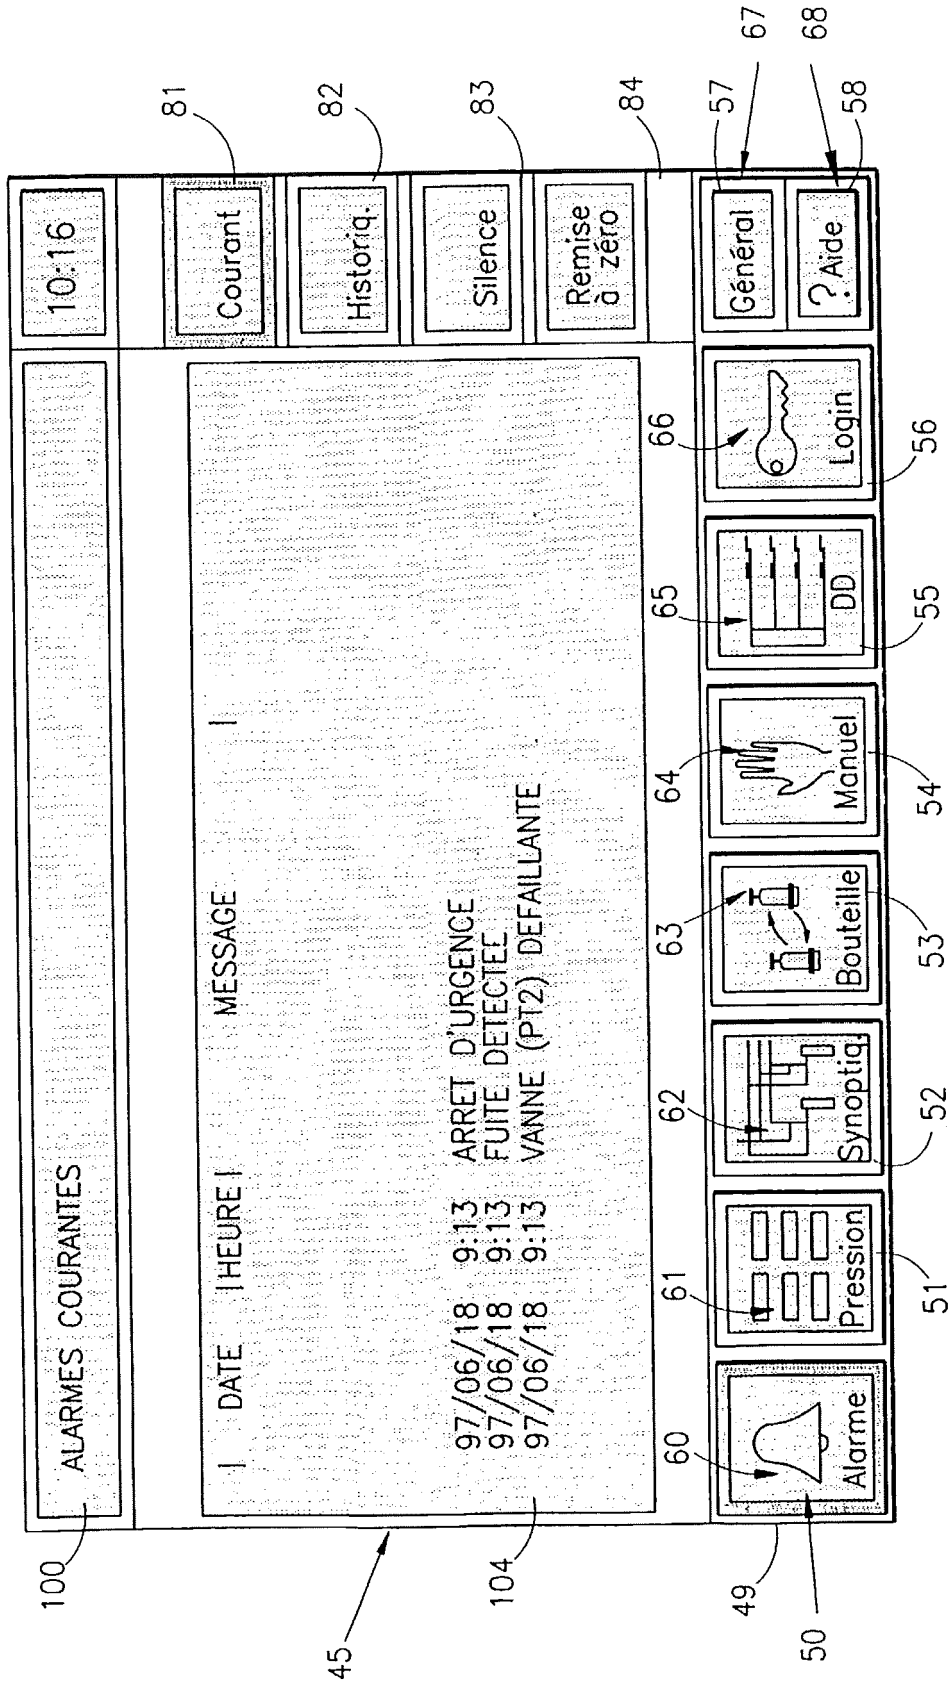 100
ALARMES COURANTES
10:16
45
104
| DATE |HEURE| MESSAGE |
97/06/18 9:13 ARRET D'URGENCE
97/06/18 9:13 FUITE DETECTEE
97/06/18 9:13 VANNE (PT2) DEFAILLANTE
Courant
81
Historiq.
82
Silence
83
Remise
à zéro
84
60
61
62
63
64
65
66
Alarme
Pression
Synoptiq.
Bouteille
Manuel
DD
Login
Général
? Aide
57
67
58
68
49
50
51
52
53
54
55
56